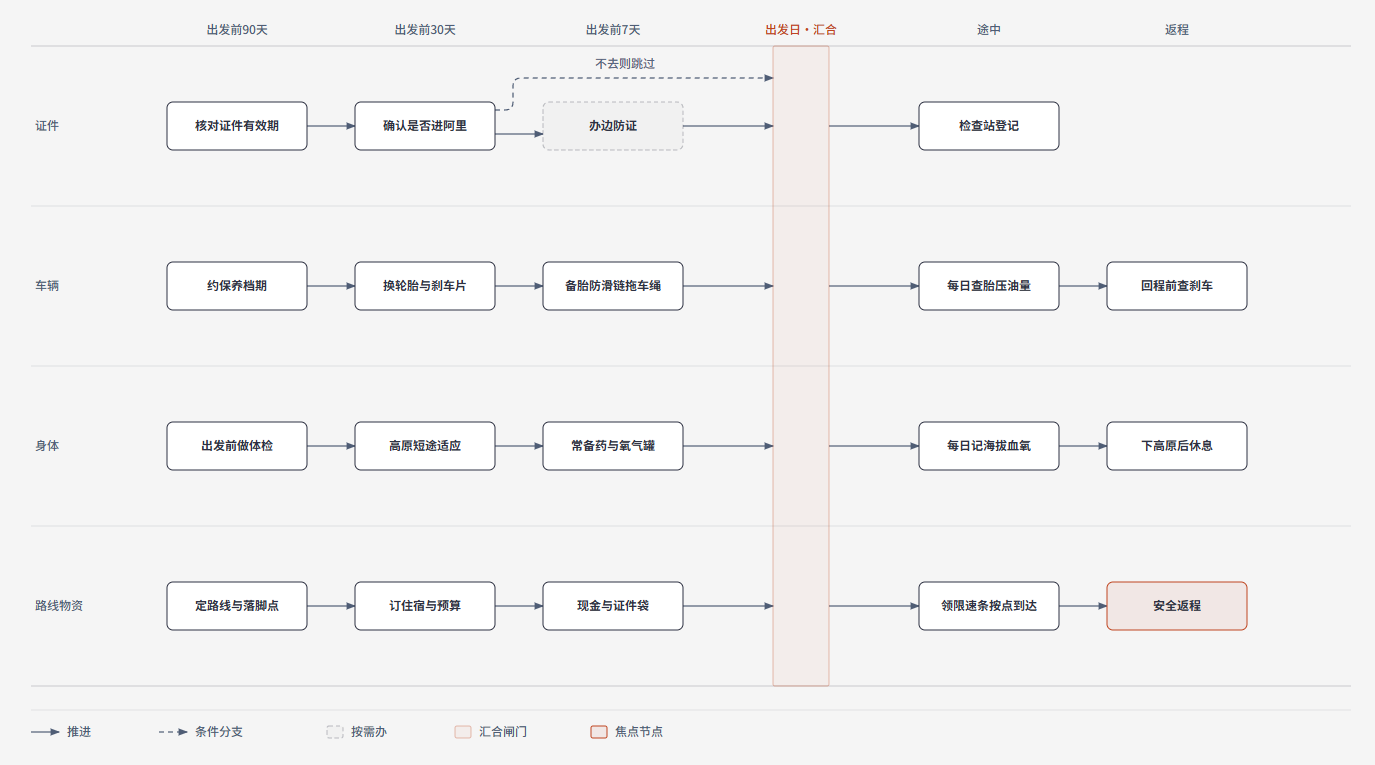 出发前90天
出发前30天
出发前7天
出发日·汇合
途中
返程
不去则跳过
证件
核对证件有效期
确认是否进阿里
办边防证
检查站登记
车辆
约保养档期
换轮胎与刹车片
备胎防滑链拖车绳
每日查胎压油量
回程前查刹车
身体
出发前做体检
高原短途适应
常备药与氧气罐
每日记海拔血氧
下高原后休息
路线物资
定路线与落脚点
订住宿与预算
现金与证件袋
领限速条按点到达
安全返程
推进
条件分支
按需办
汇合闸门
焦点节点